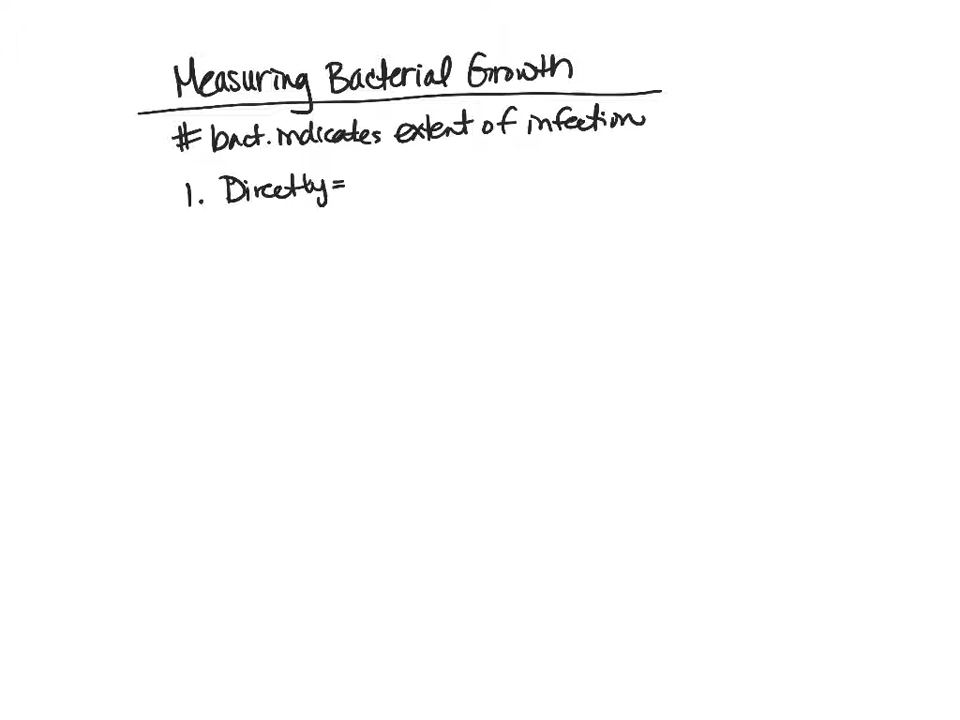 Measuring Bacterial Growth
# bact. indicates extent of infection
1. Directly =